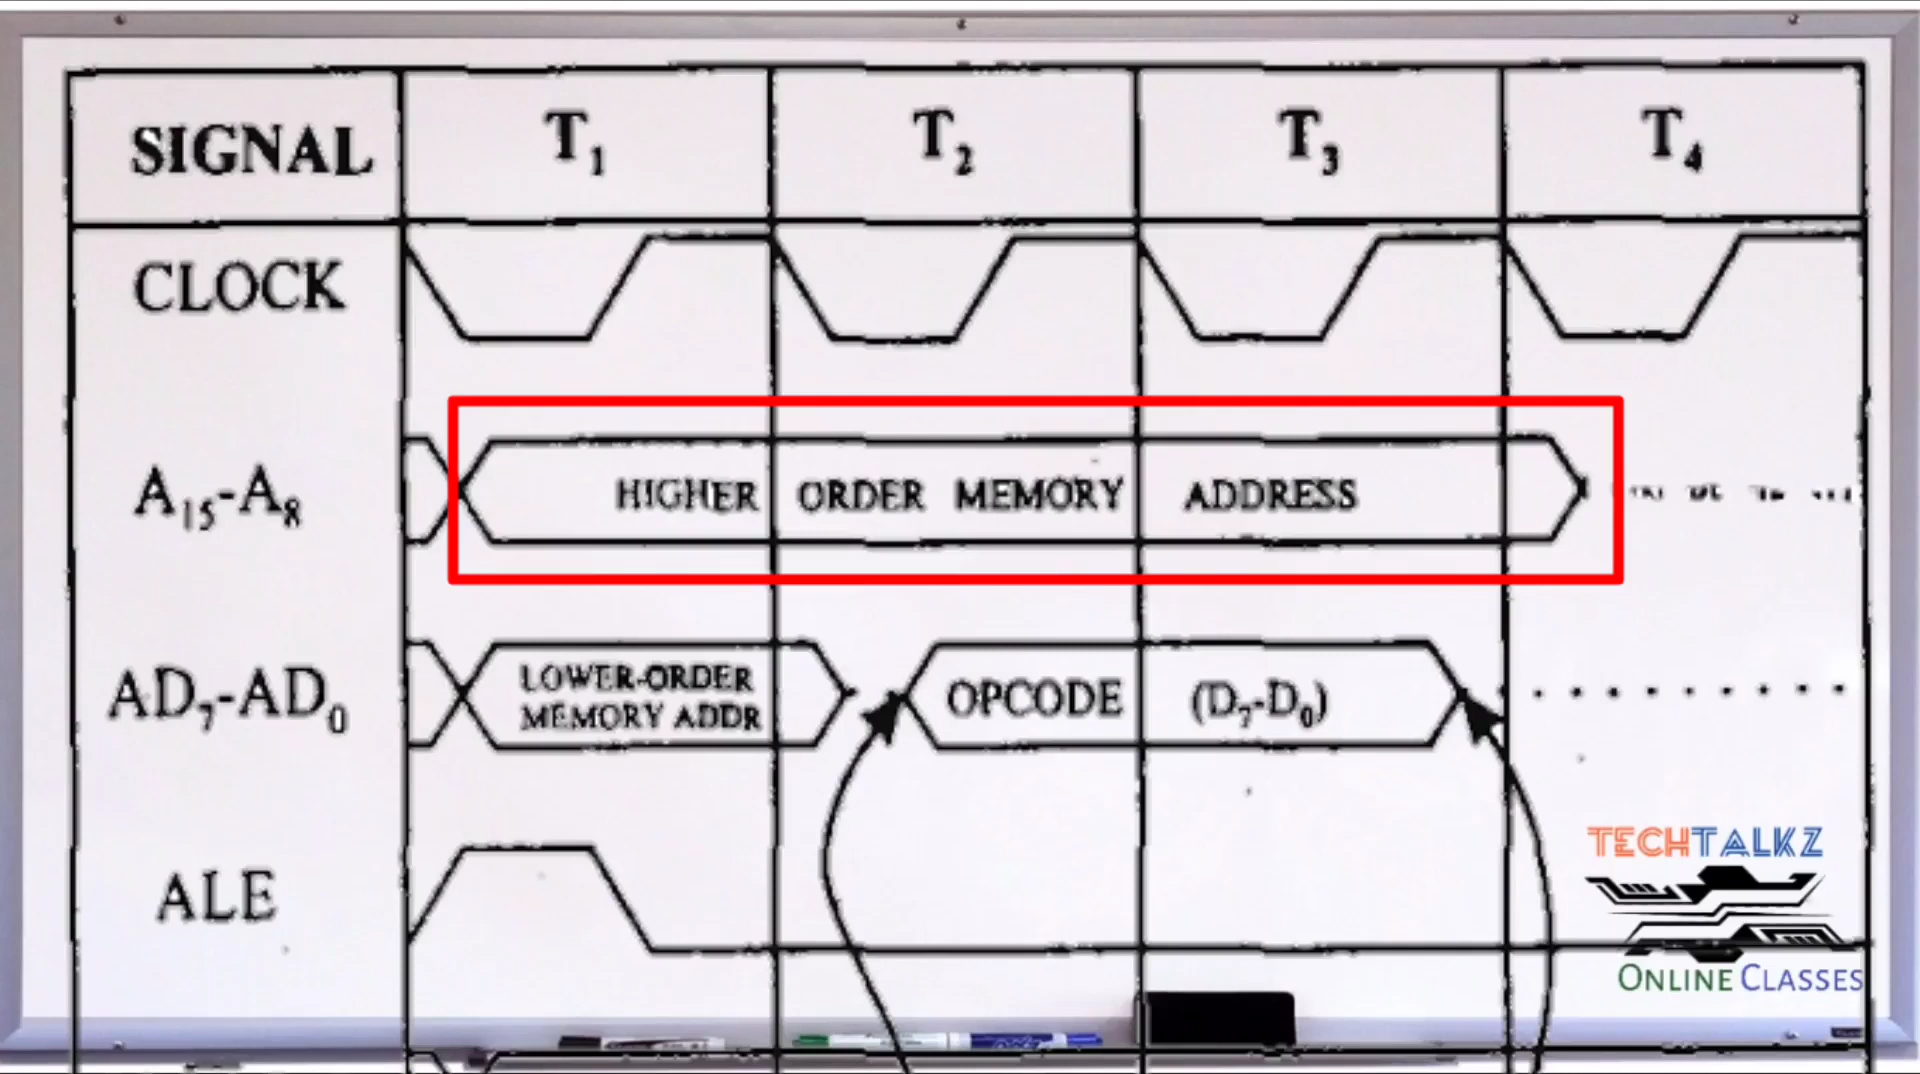 SIGNAL T₁ T₂ T₃ T₄
CLOCK
A₁₅-A₈ HIGHER ORDER MEMORY ADDRESS
AD₇-AD₀ LOWER-ORDER MEMORY ADDR OPCODE (D₇-D₀)
ALE
TECHTALKZ
ONLINE CLASSES